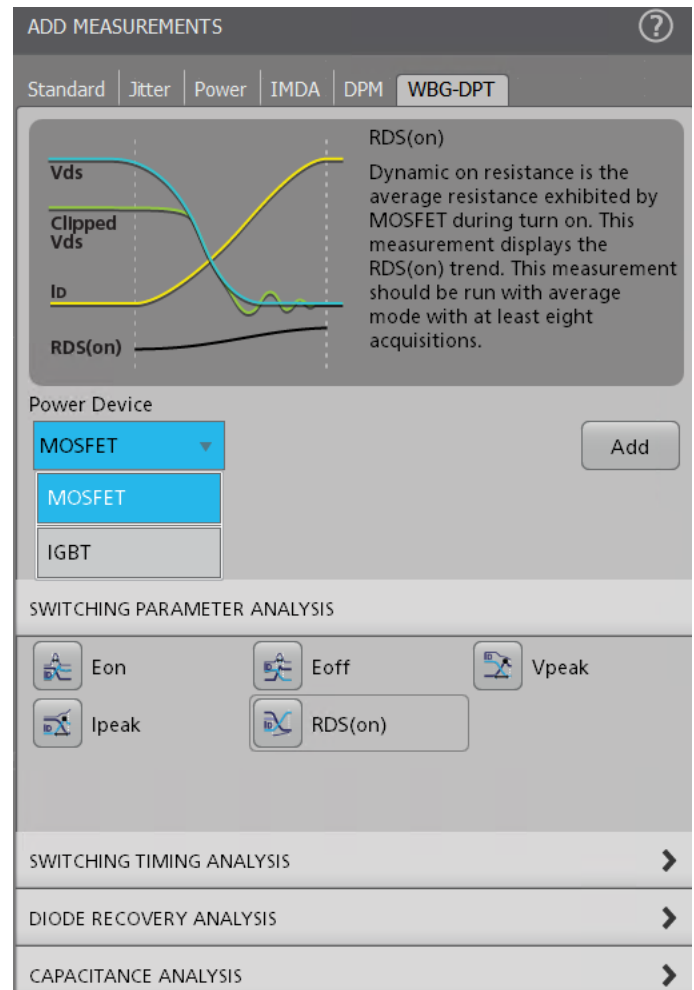 ADD MEASUREMENTS
?
Standard Jitter Power IMDA DPM WBG-DPT
RDS(on)
Dynamic on resistance is the
average resistance exhibited by
MOSFET during turn on. This
measurement displays the
RDS(on) trend. This measurement
should be run with average
mode with at least eight
acquisitions.
Vds
Clipped
Vds
ID
RDS(on)
Power Device
MOSFET
Add
MOSFET
IGBT
SWITCHING PARAMETER ANALYSIS
Eon Eoff Vpeak
Ipeak RDS(on)
SWITCHING TIMING ANALYSIS
DIODE RECOVERY ANALYSIS
CAPACITANCE ANALYSIS